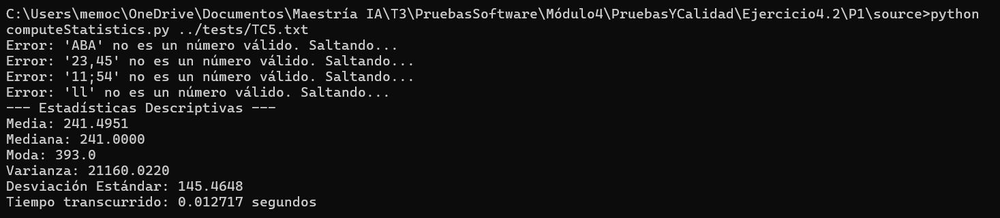 C:\Users\memoc\OneDrive\Documentos\Maestría IA\T3\PruebasSoftware\Módulo4\PruebasYCalidad\Ejercicio4.2\P1\source>python
computeStatistics.py ../tests/TC5.txt
Error: 'ABA' no es un número válido. Saltando...
Error: '23,45' no es un número válido. Saltando...
Error: '11;54' no es un número válido. Saltando...
Error: 'll' no es un número válido. Saltando...
--- Estadísticas Descriptivas ---
Media: 241.4951
Mediana: 241.0000
Moda: 393.0
Varianza: 21160.0220
Desviación Estándar: 145.4648
Tiempo transcurrido: 0.012717 segundos